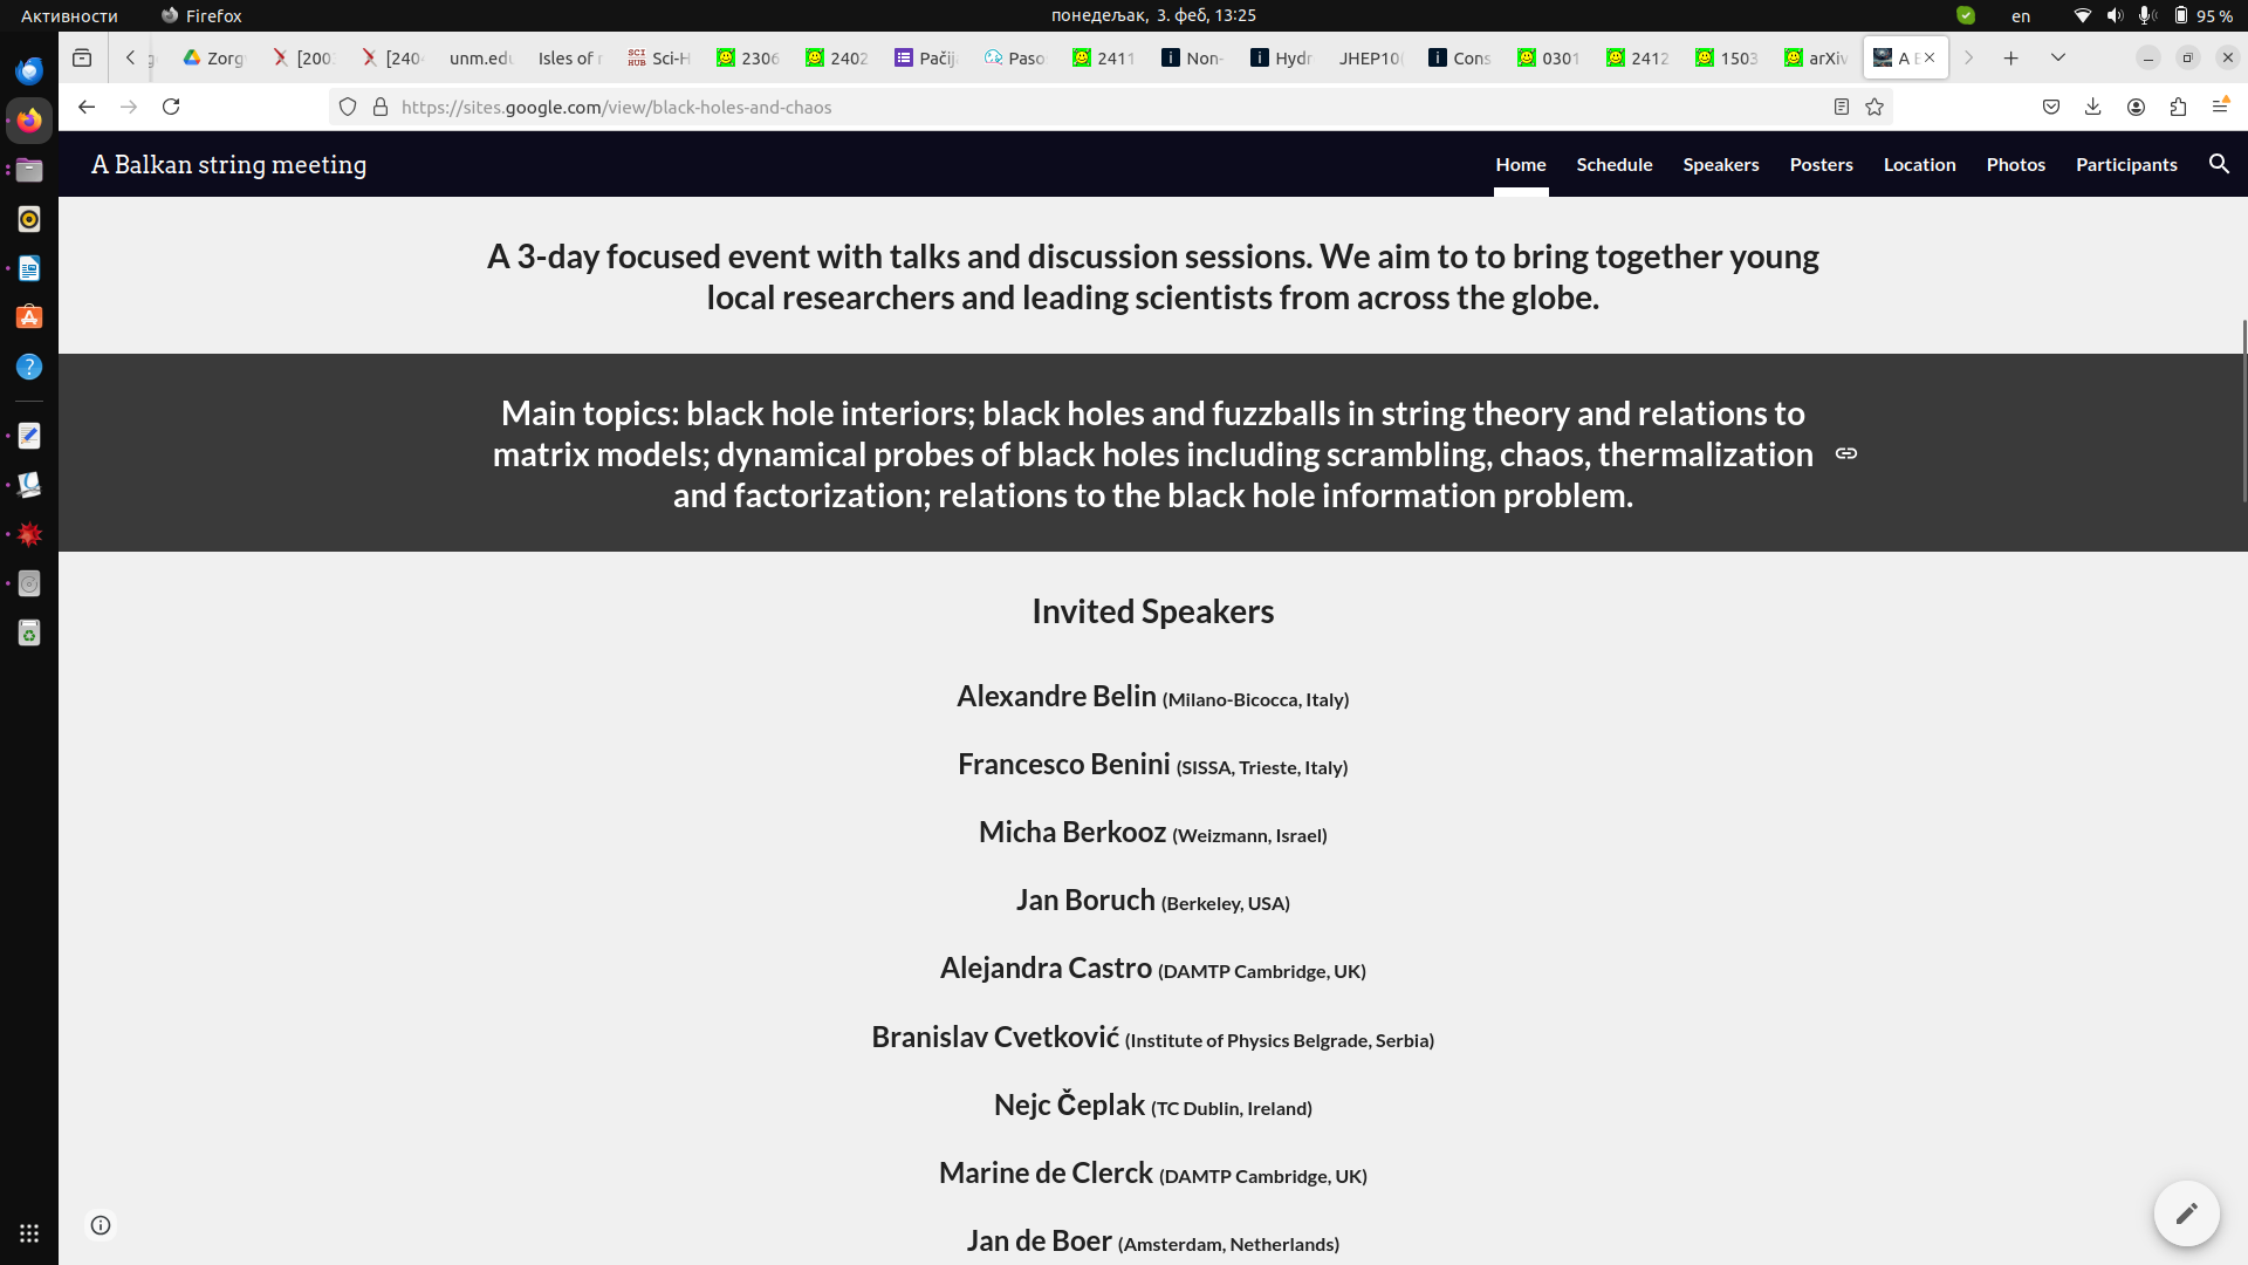 Активности Firefox понедељак, 3. феб, 13:25 en 95 %
Zorg [200 [240 unm.edu Isles of r SCI HUB Sci-H 2306 2402 Pačij Paso 2411 Non- Hydr JHEP10( Cons 0301 2412 1503 arXiv A B
https://sites.google.com/view/black-holes-and-chaos
A Balkan string meeting Home Schedule Speakers Posters Location Photos Participants
A 3-day focused event with talks and discussion sessions. We aim to to bring together young
local researchers and leading scientists from across the globe.
Main topics: black hole interiors; black holes and fuzzballs in string theory and relations to
matrix models; dynamical probes of black holes including scrambling, chaos, thermalization
and factorization; relations to the black hole information problem.
Invited Speakers
Alexandre Belin (Milano-Bicocca, Italy)
Francesco Benini (SISSA, Trieste, Italy)
Micha Berkooz (Weizmann, Israel)
Jan Boruch (Berkeley, USA)
Alejandra Castro (DAMTP Cambridge, UK)
Branislav Cvetković (Institute of Physics Belgrade, Serbia)
Nejc Čeplak (TC Dublin, Ireland)
Marine de Clerck (DAMTP Cambridge, UK)
Jan de Boer (Amsterdam, Netherlands)